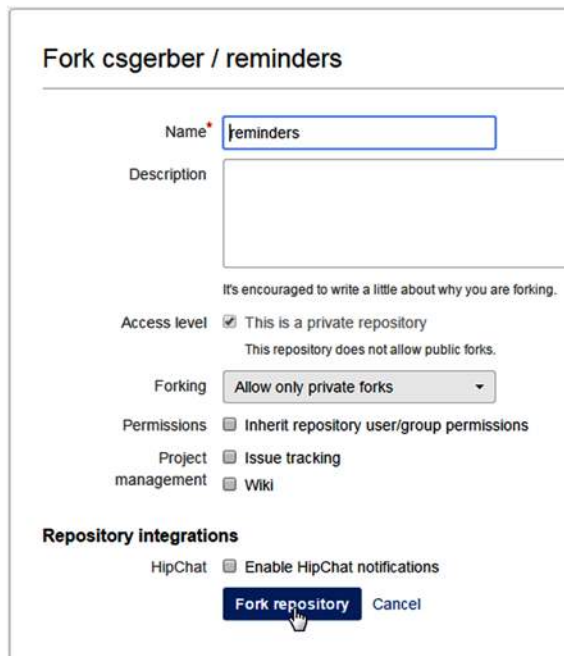 Fork csgerber / reminders
Name*
reminders
Description
It's encouraged to write a little about why you are forking.
Access level
This is a private repository
This repository does not allow public forks.
Forking
Allow only private forks
Permissions
Inherit repository user/group permissions
Project management
Issue tracking
Wiki
Repository integrations
HipChat
Enable HipChat notifications
Fork repository
Cancel